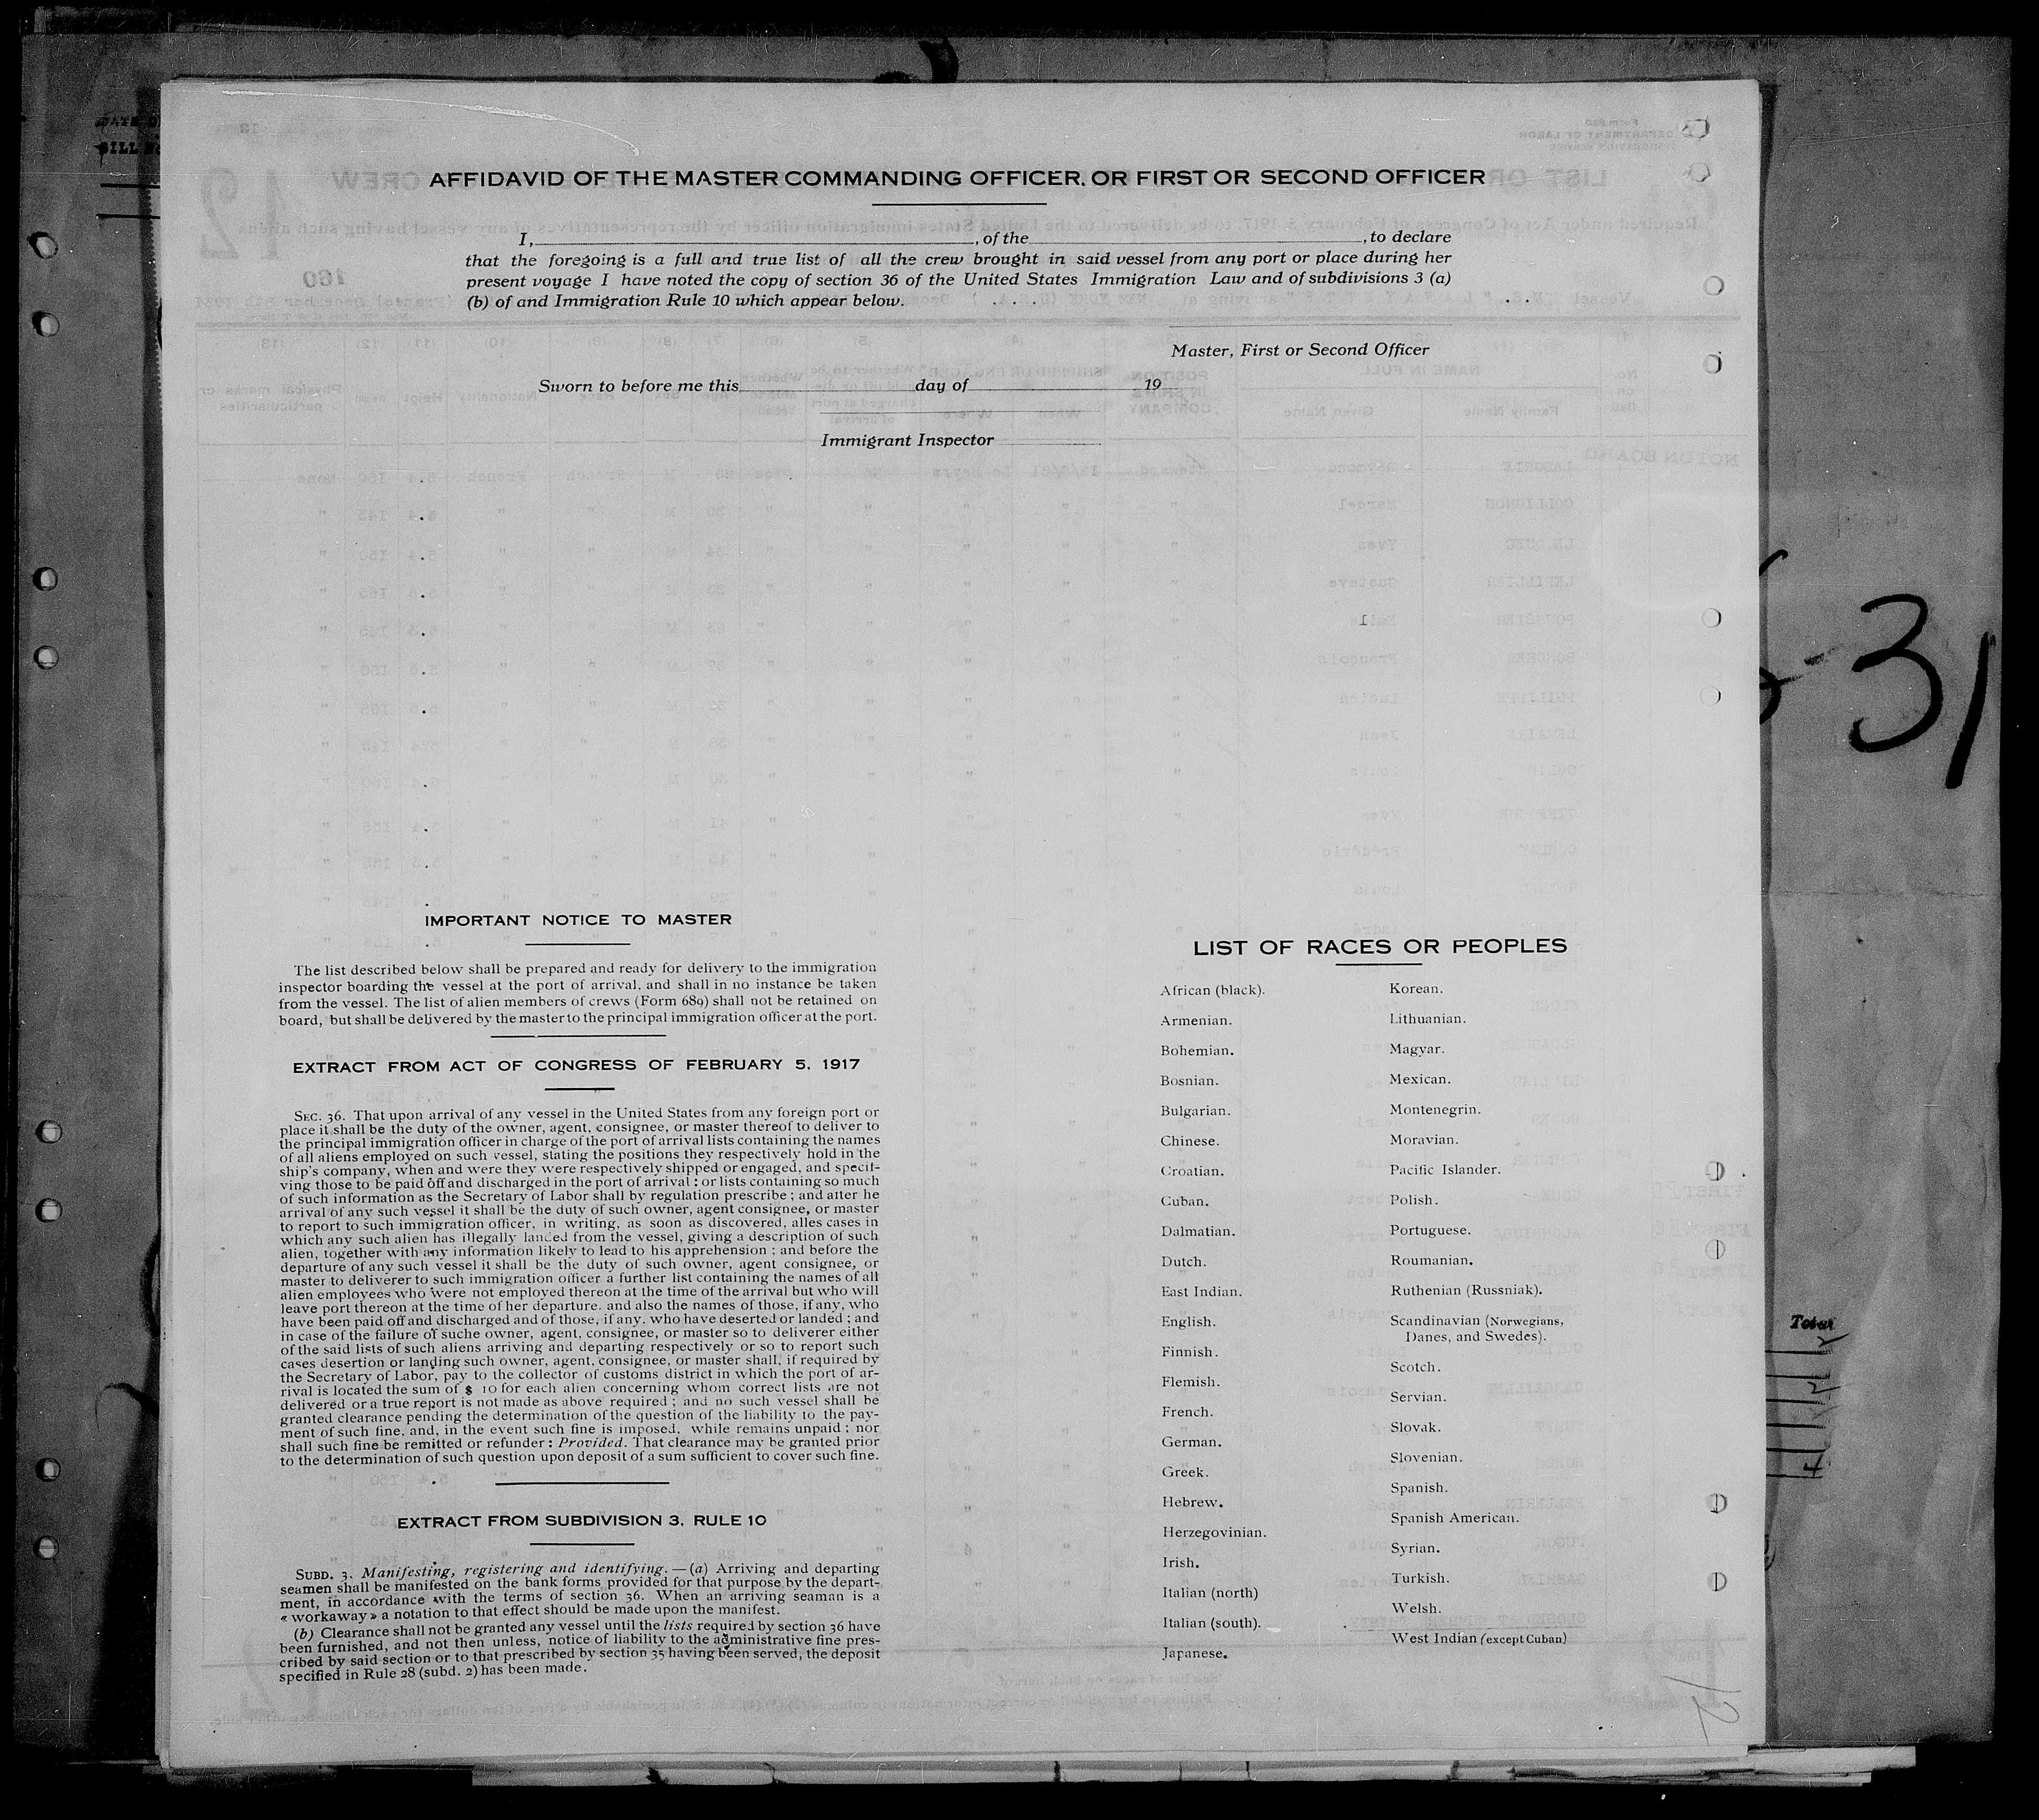 AFFIDAVID OF THE MASTER COMMANDING OFFICER, OR FIRST OR SECOND OFFICER
I, , of the , to declare
that the foregoing is a full and true list of all the crew brought in said vessel from any port or place during her
present voyage I have noted the copy of section 36 of the United States Immigration Law and of subdivisions 3 (a)
(b) of and Immigration Rule 10 which appear below.
Master, First or Second Officer
Sworn to before me this day of 19
Immigrant Inspector
IMPORTANT NOTICE TO MASTER
The list described below shall be prepared and ready for delivery to the immigration
inspector boarding the vessel at the port of arrival, and shall in no instance be taken
from the vessel. The list of alien members of crews (Form 689) shall not be retained on
board, but shall be delivered by the master to the principal immigration officer at the port.
EXTRACT FROM ACT OF CONGRESS OF FEBRUARY 5, 1917
SEC. 36. That upon arrival of any vessel in the United States from any foreign port or
place it shall be the duty of the owner, agent, consignee, or master thereof to deliver to
the principal immigration officer in charge of the port of arrival lists containing the names
of all aliens employed on such vessel, stating the positions they respectively hold in the
ship's company, when and were they were respectively shipped or engaged, and specif-
ving those to be paid off and discharged in the port of arrival : or lists containing so much
of such information as the Secretary of Labor shall by regulation prescribe ; and after he
arrival of any such vessel it shall be the duty of such owner, agent consignee, or master
to report to such immigration officer, in writing, as soon as discovered, alles cases in
which any such alien has illegally landed from the vessel, giving a description of such
alien, together with any information likely to lead to his apprehension ; and before the
departure of any such vessel it shall be the duty of such owner, agent consignee, or
master to deliverer to such immigration officer a further list containing the names of all
alien employees who were not employed thereon at the time of the arrival but who will
leave port thereon at the time of her departure. and also the names of those, if any, who
have been paid off and discharged and of those, if any, who have deserted or landed ; and
in case of the failure of suche owner, agent, consignee, or master so to deliverer either
of the said lists of such aliens arriving and departing respectively or so to report such
cases desertion or landing such owner, agent, consignee, or master shall, if required by
the Secretary of Labor, pay to the collector of customs district in which the port of ar-
rival is located the sum of $ 10 for each alien concerning whom correct lists are not
delivered or a true report is not made as above required ; and no such vessel shall be
granted clearance pending the determination of the question of the liability to the pay-
ment of such fine, and, in the event such fine is imposed, while remains unpaid ; nor
shall such fine be remitted or refunder : Provided. That clearance may be granted prior
to the determination of such question upon deposit of a sum sufficient to cover such fine.
EXTRACT FROM SUBDIVISION 3, RULE 10
SUBD. 3. Manifesting, registering and identifying. — (a) Arriving and departing
seamen shall be manifested on the bank forms provided for that purpose by the depart-
ment, in accordance with the terms of section 36. When an arriving seaman is a
« workaway » a notation to that effect should be made upon the manifest.
(b) Clearance shall not be granted any vessel until the lists required by section 36 have
been furnished, and not then unless, notice of liability to the administrative fine pres-
cribed by said section or to that prescribed by section 35 having been served, the deposit
specified in Rule 28 (subd. 2) has been made.
LIST OF RACES OR PEOPLES
African (black).
Armenian.
Bohemian.
Bosnian.
Bulgarian.
Chinese.
Croatian.
Cuban.
Dalmatian.
Dutch.
East Indian.
English.
Finnish.
Flemish.
French.
German.
Greek.
Hebrew.
Herzegovinian.
Irish.
Italian (north)
Italian (south).
Japanese.
Korean.
Lithuanian.
Magyar.
Mexican.
Montenegrin.
Moravian.
Pacific Islander.
Polish.
Portuguese.
Roumanian.
Ruthenian (Russniak).
Scandinavian (Norwegians,
Danes, and Swedes).
Scotch.
Servian.
Slovak.
Slovenian.
Spanish.
Spanish American.
Syrian.
Turkish.
Welsh.
West Indian (except Cuban)
31
Total
12